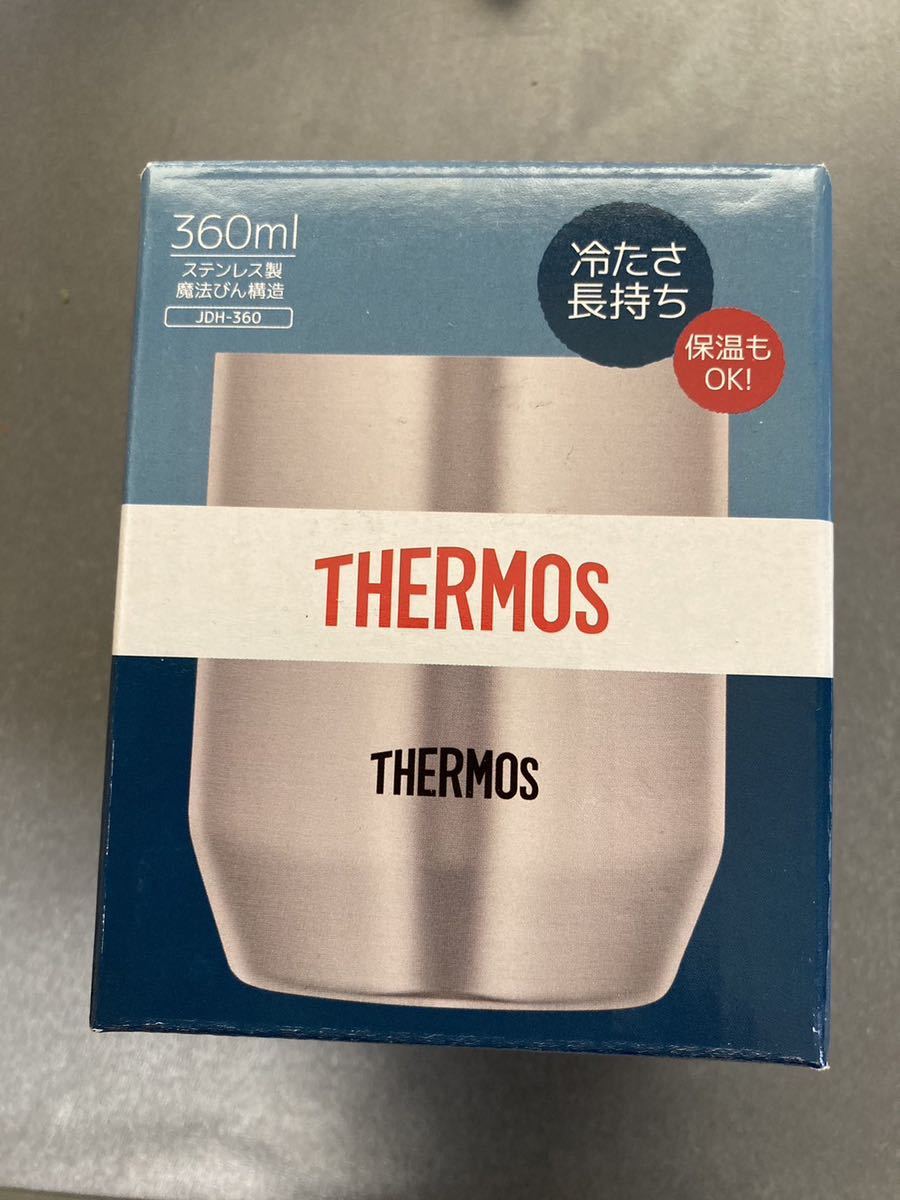 360ml
ステンレス製
魔法びん構造
JDH-360
冷たさ
長持ち
保温も
OK!
THERMOS
THERMOS